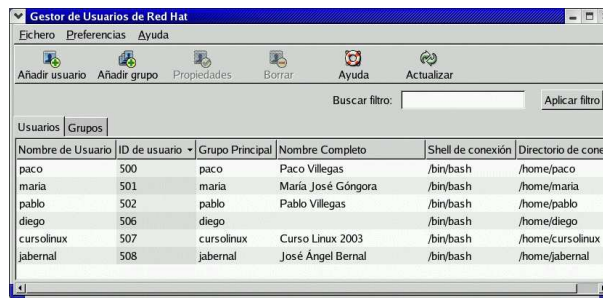 Gestor de Usuarios de Red Hat
Fichero Preferencias Ayuda
Añadir usuario Añadir grupo Propiedades Borrar Ayuda Actualizar
Buscar filtro: Aplicar filtro
Usuarios Grupos
Nombre de Usuario ID de usuario Grupo Principal Nombre Completo Shell de conexión Directorio de cone
paco 500 paco Paco Villegas /bin/bash /home/paco
maria 501 maria María José Góngora /bin/bash /home/maria
pablo 502 pablo Pablo Villegas /bin/bash /home/pablo
diego 506 diego /bin/bash /home/diego
cursolinux 507 cursolinux Curso Linux 2003 /bin/bash /home/cursolinux
jabernal 508 jabernal José Ángel Bernal /bin/bash /home/jabernal